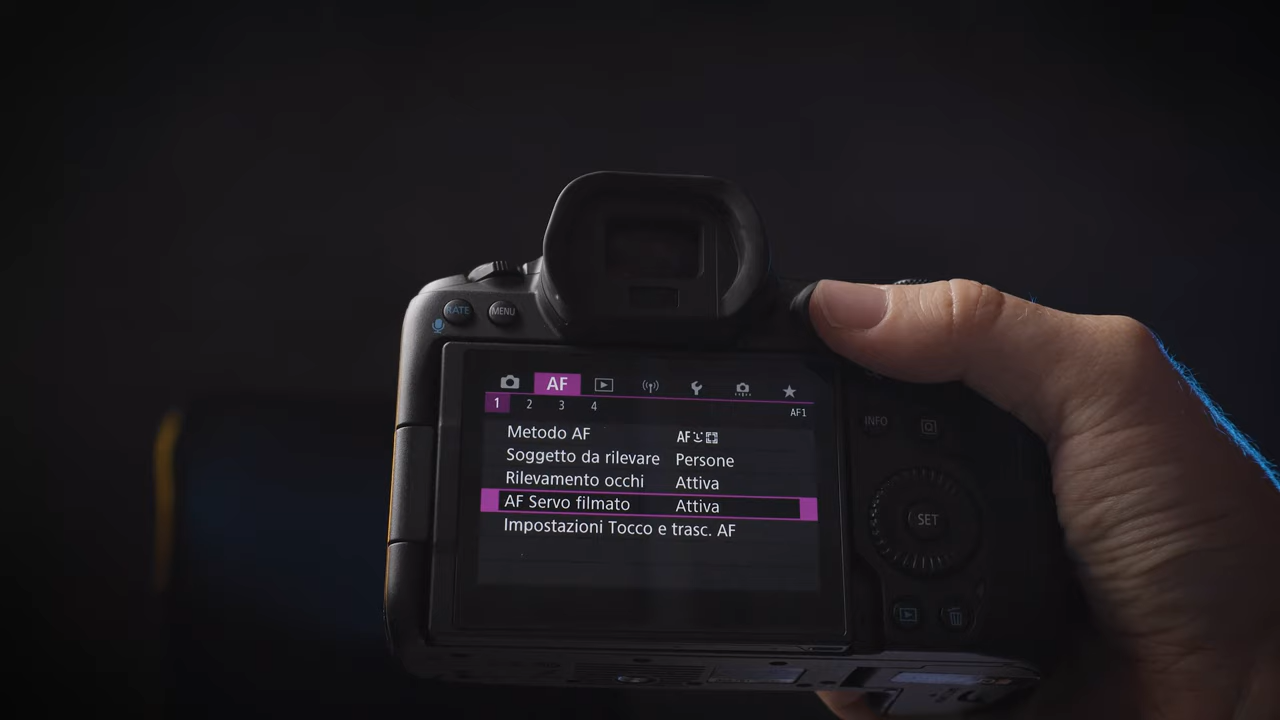 RATE
MENU
AF
1 2 3 4
AF1
Metodo AF AF
Soggetto da rilevare Persone
Rilevamento occhi Attiva
AF Servo filmato Attiva
Impostazioni Tocco e trasc. AF
INFO
Q
SET